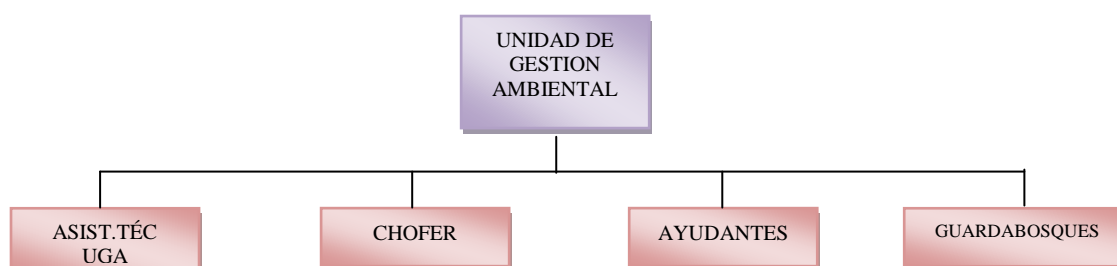 UNIDAD DE
GESTION
AMBIENTAL
ASIST.TÉC
UGA
CHOFER
AYUDANTES
GUARDABOSQUES